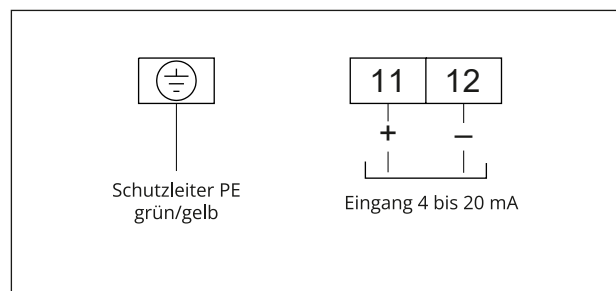 11 12
+ –
Schutzleiter PE
grün/gelb
Eingang 4 bis 20 mA